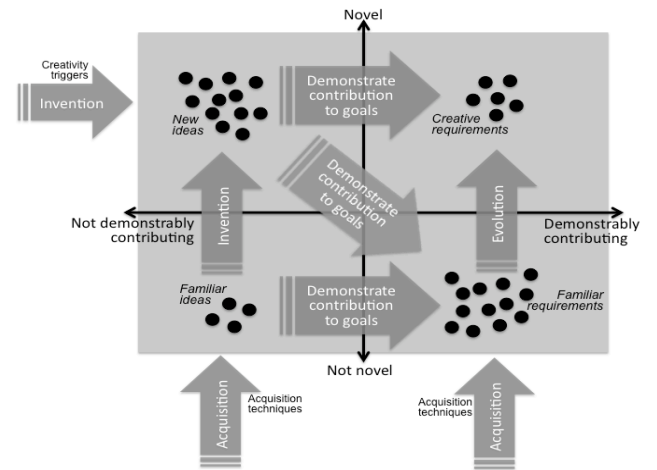 Novel
Creativity
triggers
Invention
New
ideas
Demonstrate
contribution
to goals
Creative
requirements
Demonstrate
contribution
to goals
Not demonstrably
contributing
Invention
Evolution
Demonstrably
contributing
Familiar
ideas
Demonstrate
contribution
to goals
Familiar
requirements
Not novel
Acquisition
Acquisition
techniques
Acquisition
techniques
Acquisition